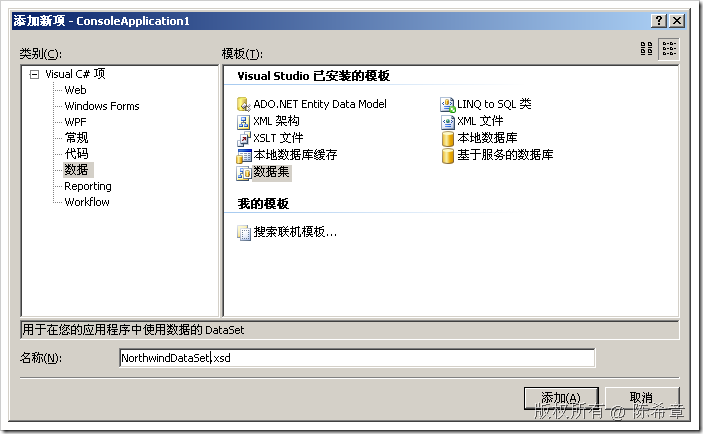 添加新项 - ConsoleApplication1
类别(C):
模板(T):
Visual C# 项
Web
Windows Forms
WPF
常规
代码
数据
Reporting
Workflow
Visual Studio 已安装的模板
ADO.NET Entity Data Model
LINQ to SQL 类
XML 架构
XML 文件
XSLT 文件
本地数据库
本地数据库缓存
基于服务的数据库
数据集
我的模板
搜索联机模板...
用于在您的应用程序中使用数据的 DataSet
名称(N):
NorthwindDataSet.xsd
添加(A)
取消
版权所有 @ 陈希章